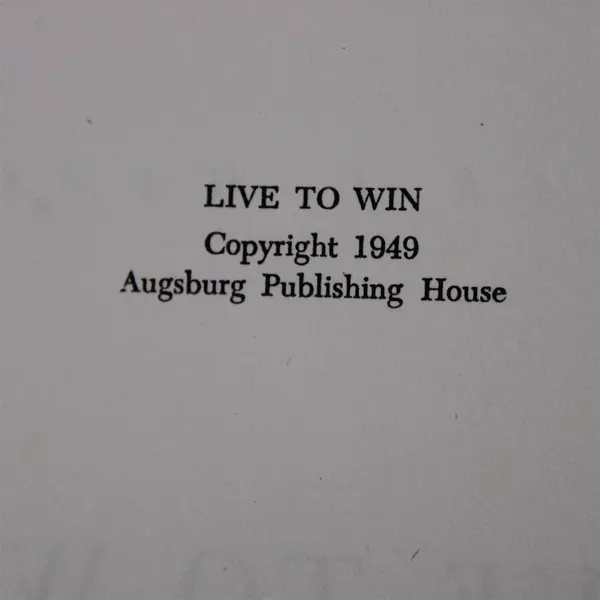 LIVE TO WIN
Copyright 1949
Augsburg Publishing House